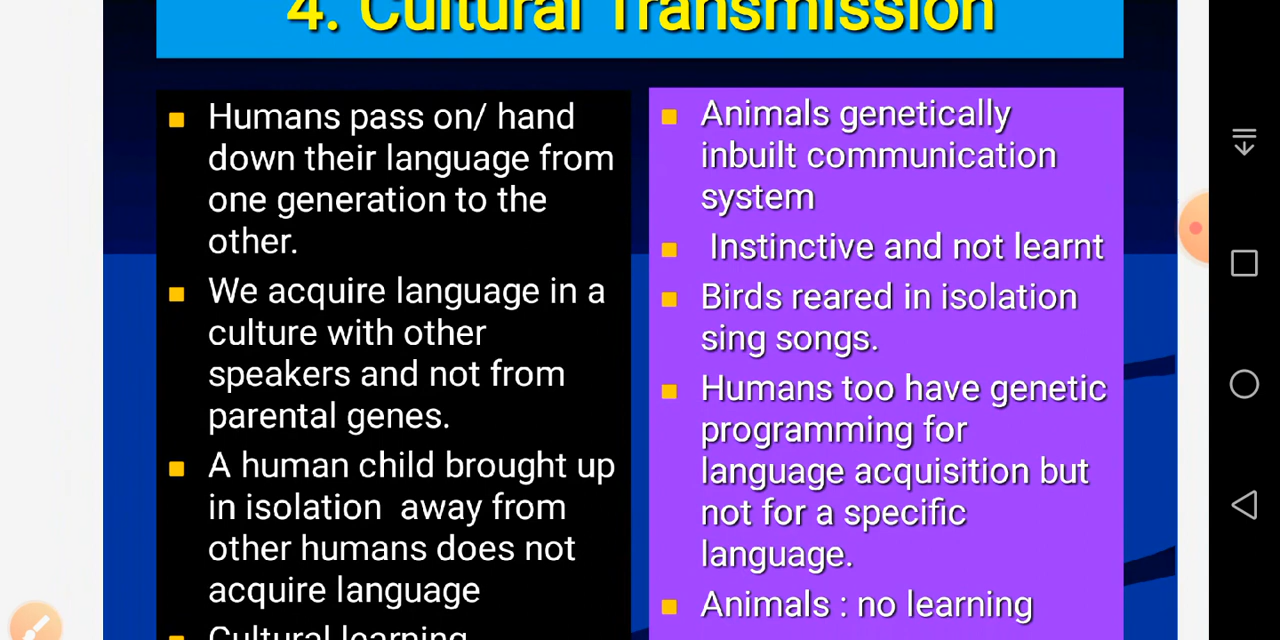 4. Cultural Transmission
Humans pass on/ hand
down their language from
one generation to the
other.
We acquire language in a
culture with other
speakers and not from
parental genes.
A human child brought up
in isolation away from
other humans does not
acquire language
Cultural learning
Animals genetically
inbuilt communication
system
Instinctive and not learnt
Birds reared in isolation
sing songs.
Humans too have genetic
programming for
language acquisition but
not for a specific
language.
Animals : no learning